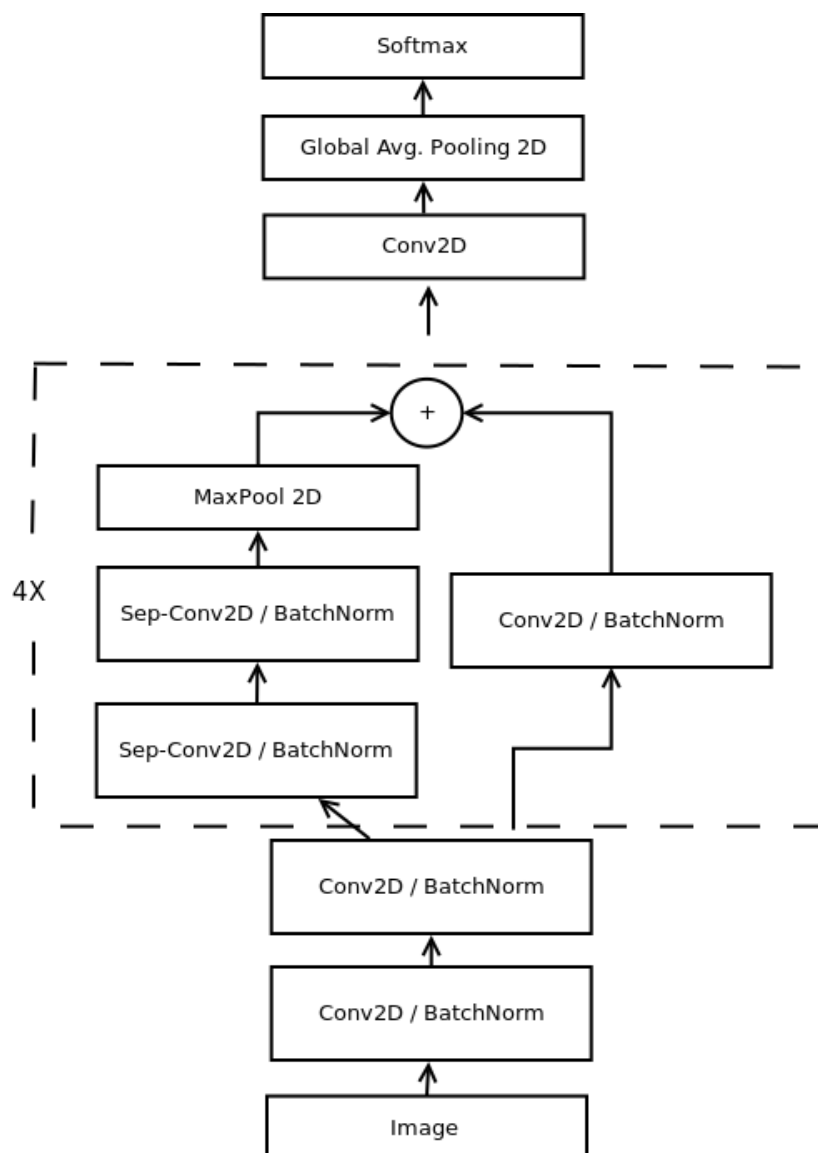 Softmax
Global Avg. Pooling 2D
Conv2D
+
MaxPool 2D
4X
Sep-Conv2D / BatchNorm
Conv2D / BatchNorm
Sep-Conv2D / BatchNorm
Conv2D / BatchNorm
Conv2D / BatchNorm
Image